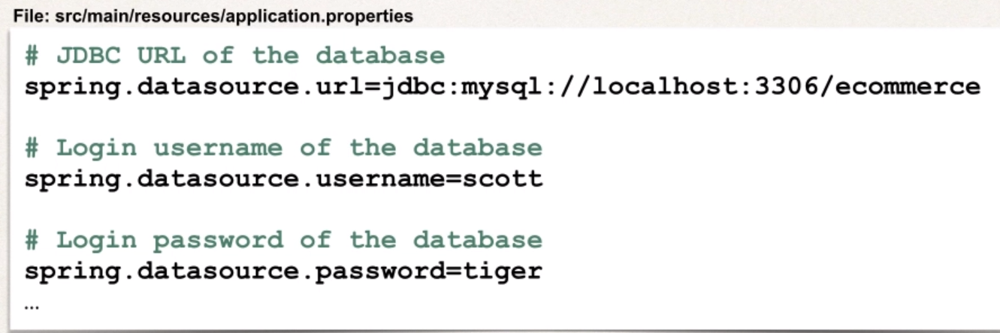 File: src/main/resources/application.properties
# JDBC URL of the database
spring.datasource.url=jdbc:mysql://localhost:3306/ecommerce
# Login username of the database
spring.datasource.username=scott
# Login password of the database
spring.datasource.password=tiger
...